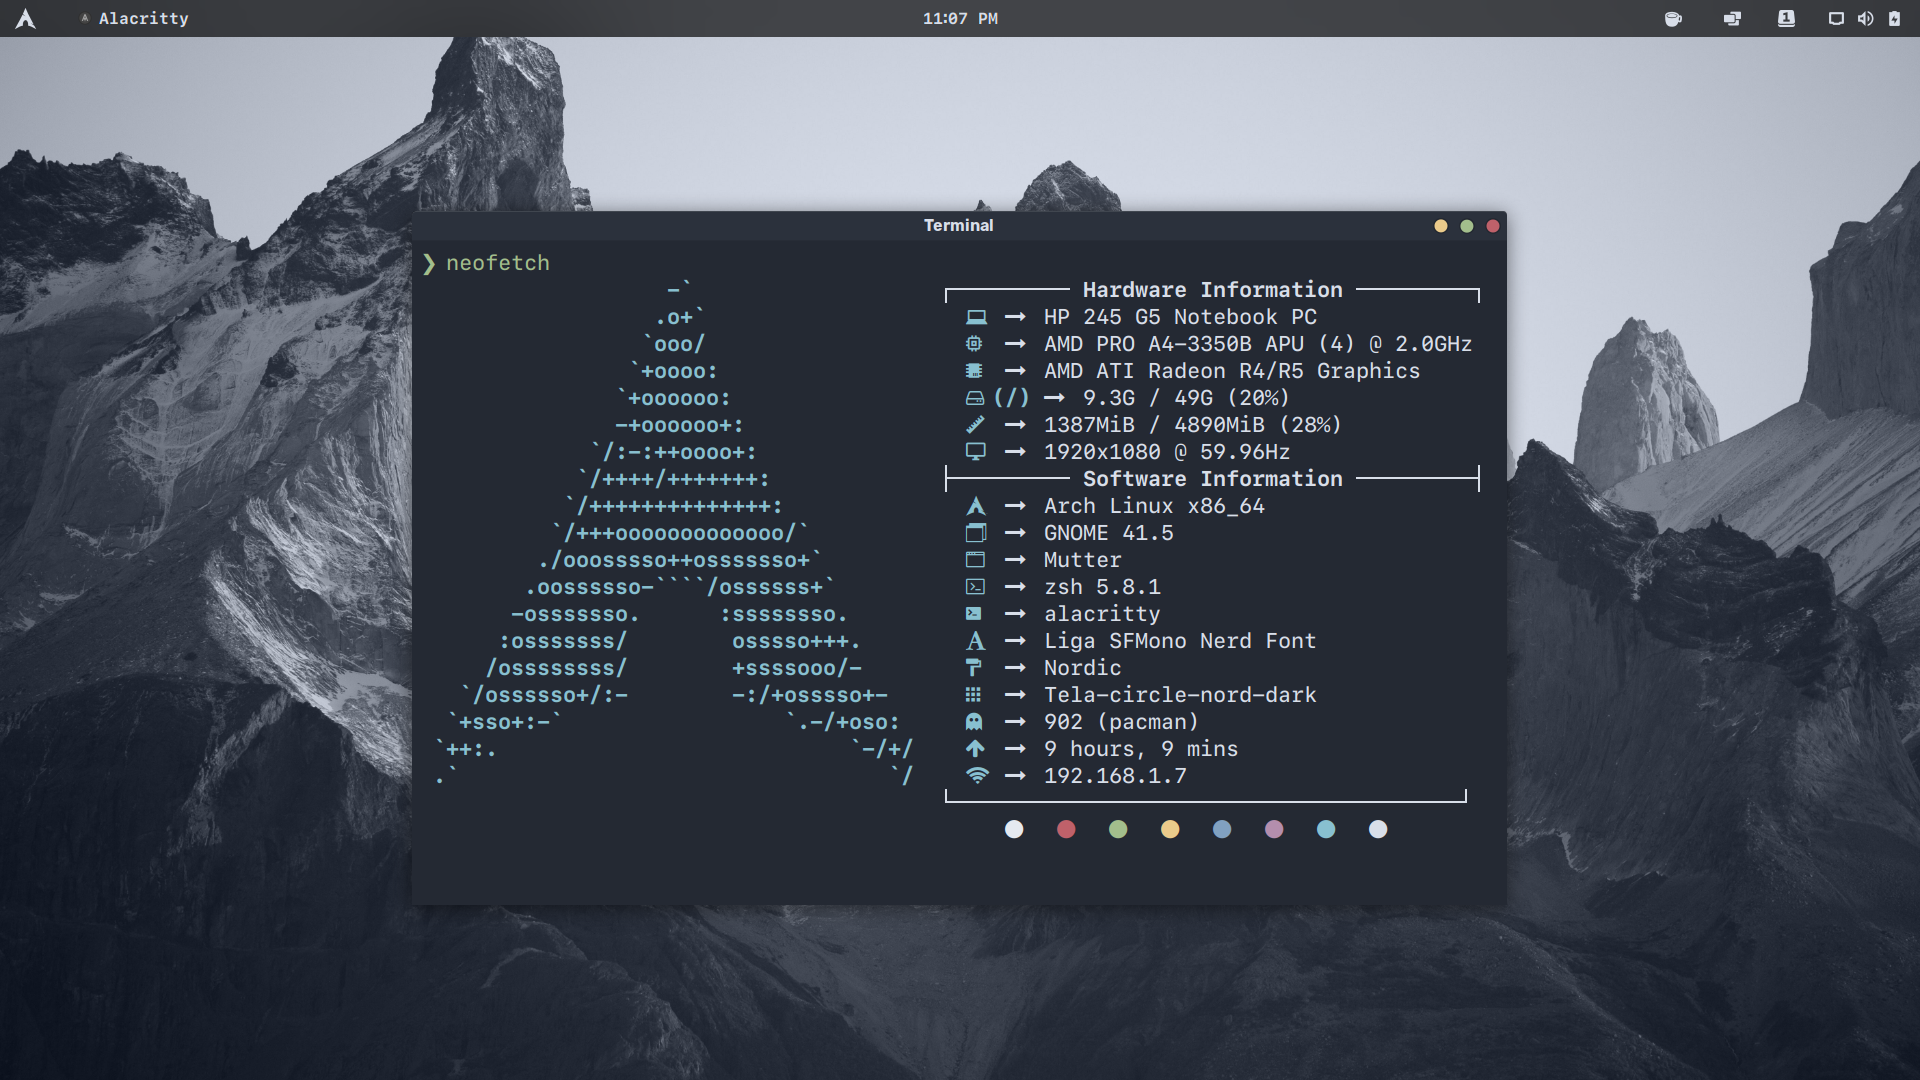 Alacritty
11:07 PM
1
Terminal
❯ neofetch
-`
.o+`
`ooo/
`+oooo:
`+oooooo:
-+oooooo+:
`/:-:++oooo+:
`/++++/+++++++:
`/++++++++++++++:
`/+++ooooooooooooo/`
./ooosssso++osssssso+`
.oossssso-````/ossssss+`
-osssssso. :ssssssso.
:osssssss/ osssso+++.
/ossssssss/ +ssssooo/-
`/ossssso+/:- -:/+osssso+-
`+sso+:-` `.-/+oso:
`++:. `-/+/
.` `/
Hardware Information
→ HP 245 G5 Notebook PC
→ AMD PRO A4-3350B APU (4) @ 2.0GHz
→ AMD ATI Radeon R4/R5 Graphics
(/) → 9.3G / 49G (20%)
→ 1387MiB / 4890MiB (28%)
→ 1920x1080 @ 59.96Hz
Software Information
→ Arch Linux x86_64
→ GNOME 41.5
→ Mutter
→ zsh 5.8.1
→ alacritty
→ Liga SFMono Nerd Font
→ Nordic
→ Tela-circle-nord-dark
→ 902 (pacman)
→ 9 hours, 9 mins
→ 192.168.1.7